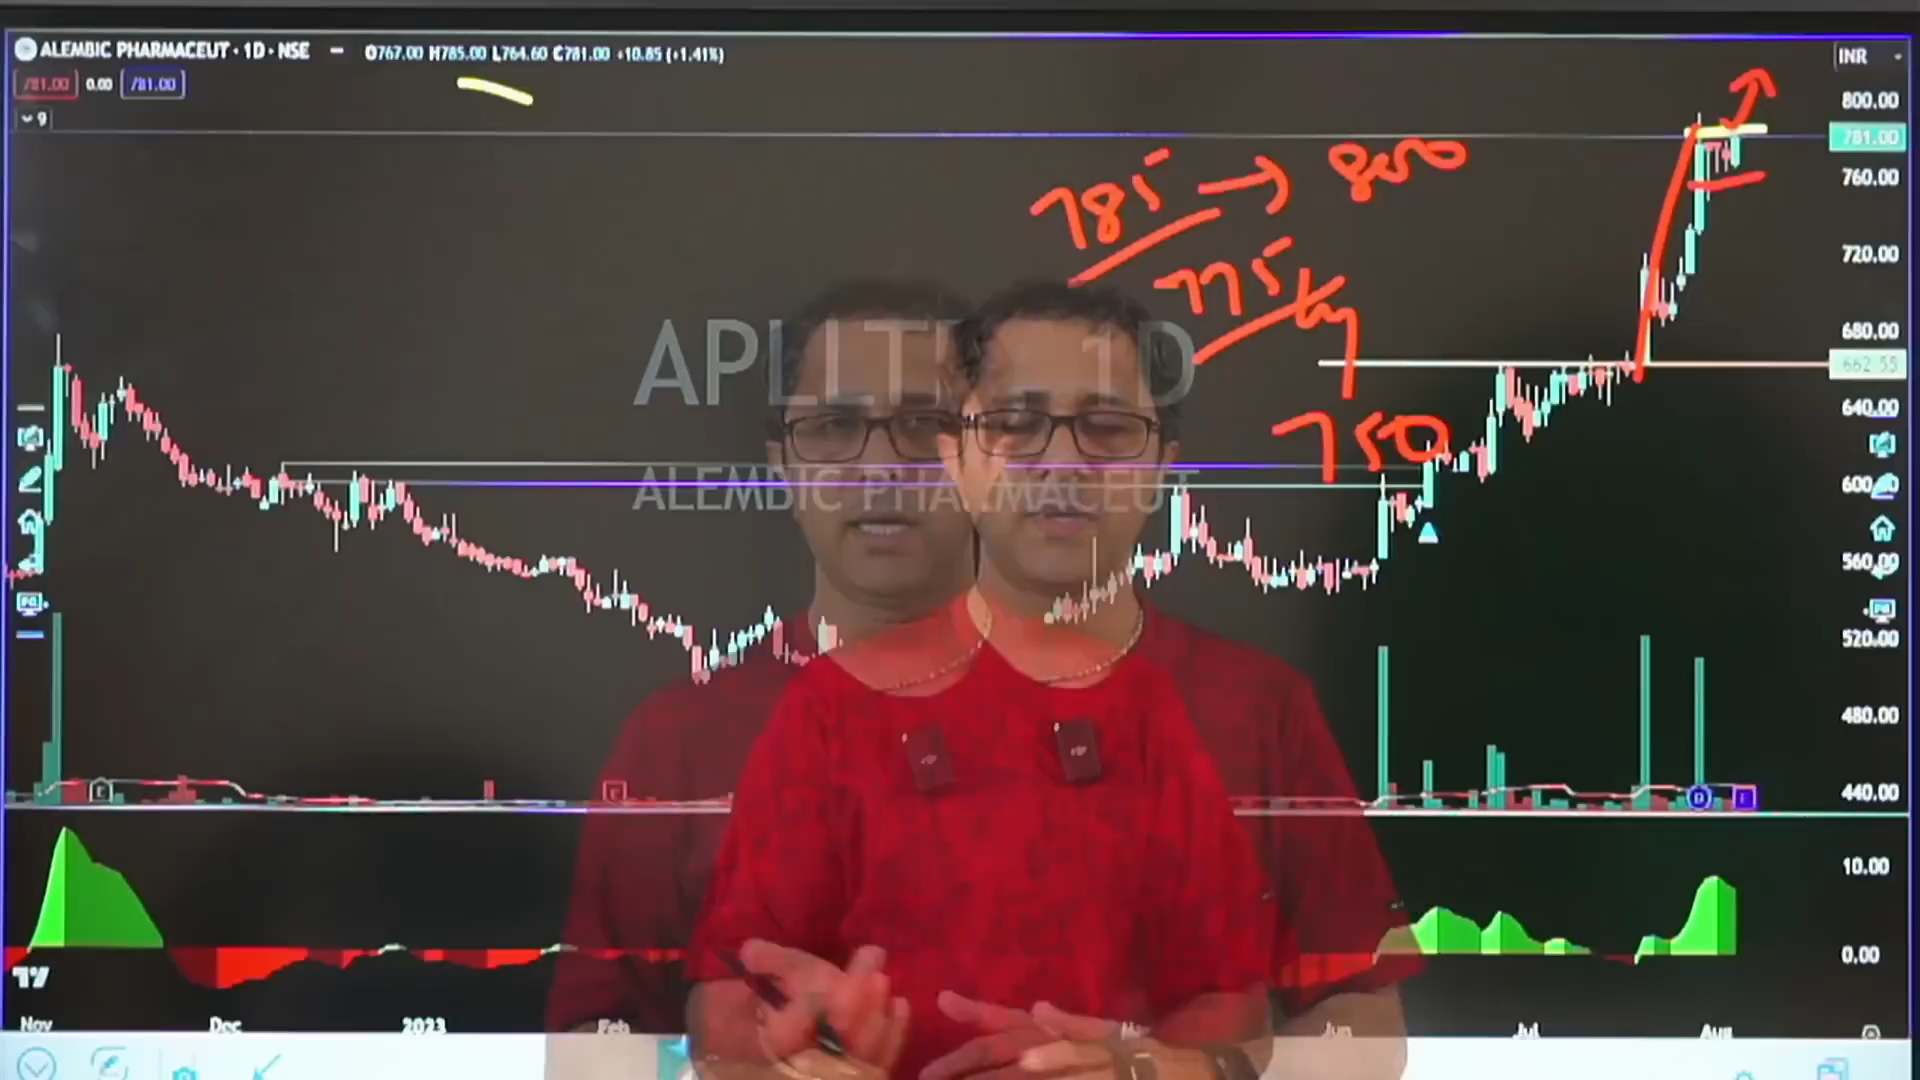 ALEMBIC PHARMACEUT · 1D · NSE — O767.00 H785.00 L764.60 C781.00 +10.85 (+1.41%)
INR
781.00 0.00 781.00
9
800.00
781.00
760.00
720.00
680.00
662.55
640.00
600.00
560.00
520.00
480.00
440.00
10.00
0.00
785 → 800
775
750
1D
ALEMBIC PHARMACEUT
E
E
D
E
Nov Dec 2023 Feb Jun Jul Aug